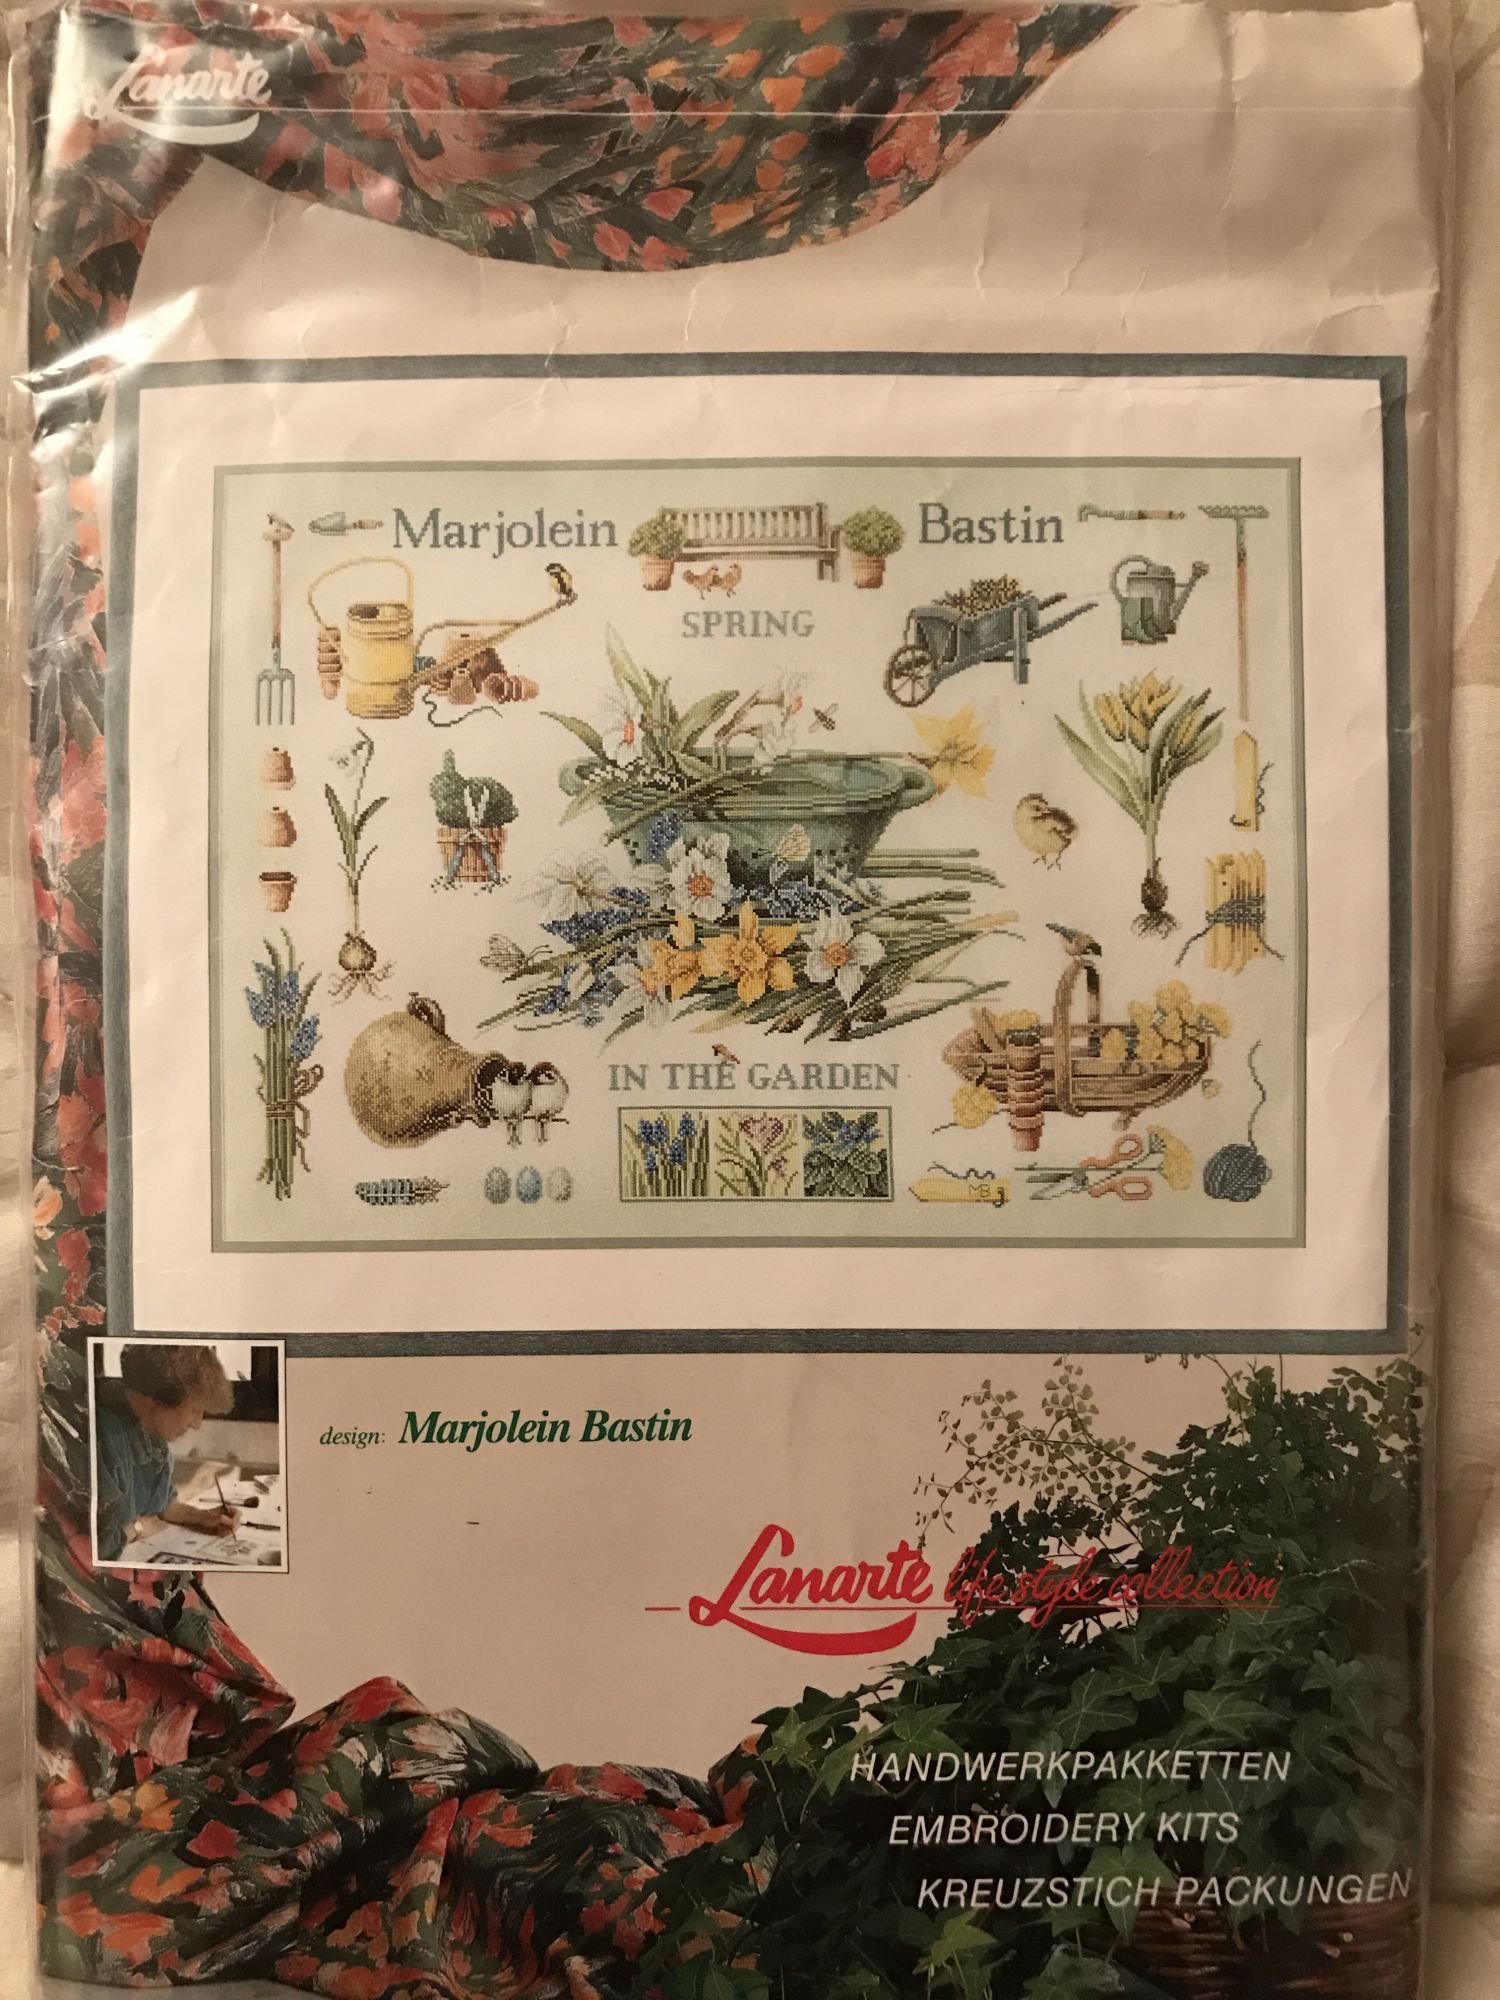 Lanarte
Marjolein Bastin
SPRING
IN THE GARDEN
MB
design: Marjolein Bastin
Lanarte life style collection
HANDWERKPAKKETTEN
EMBROIDERY KITS
KREUZSTICH PACKUNGEN